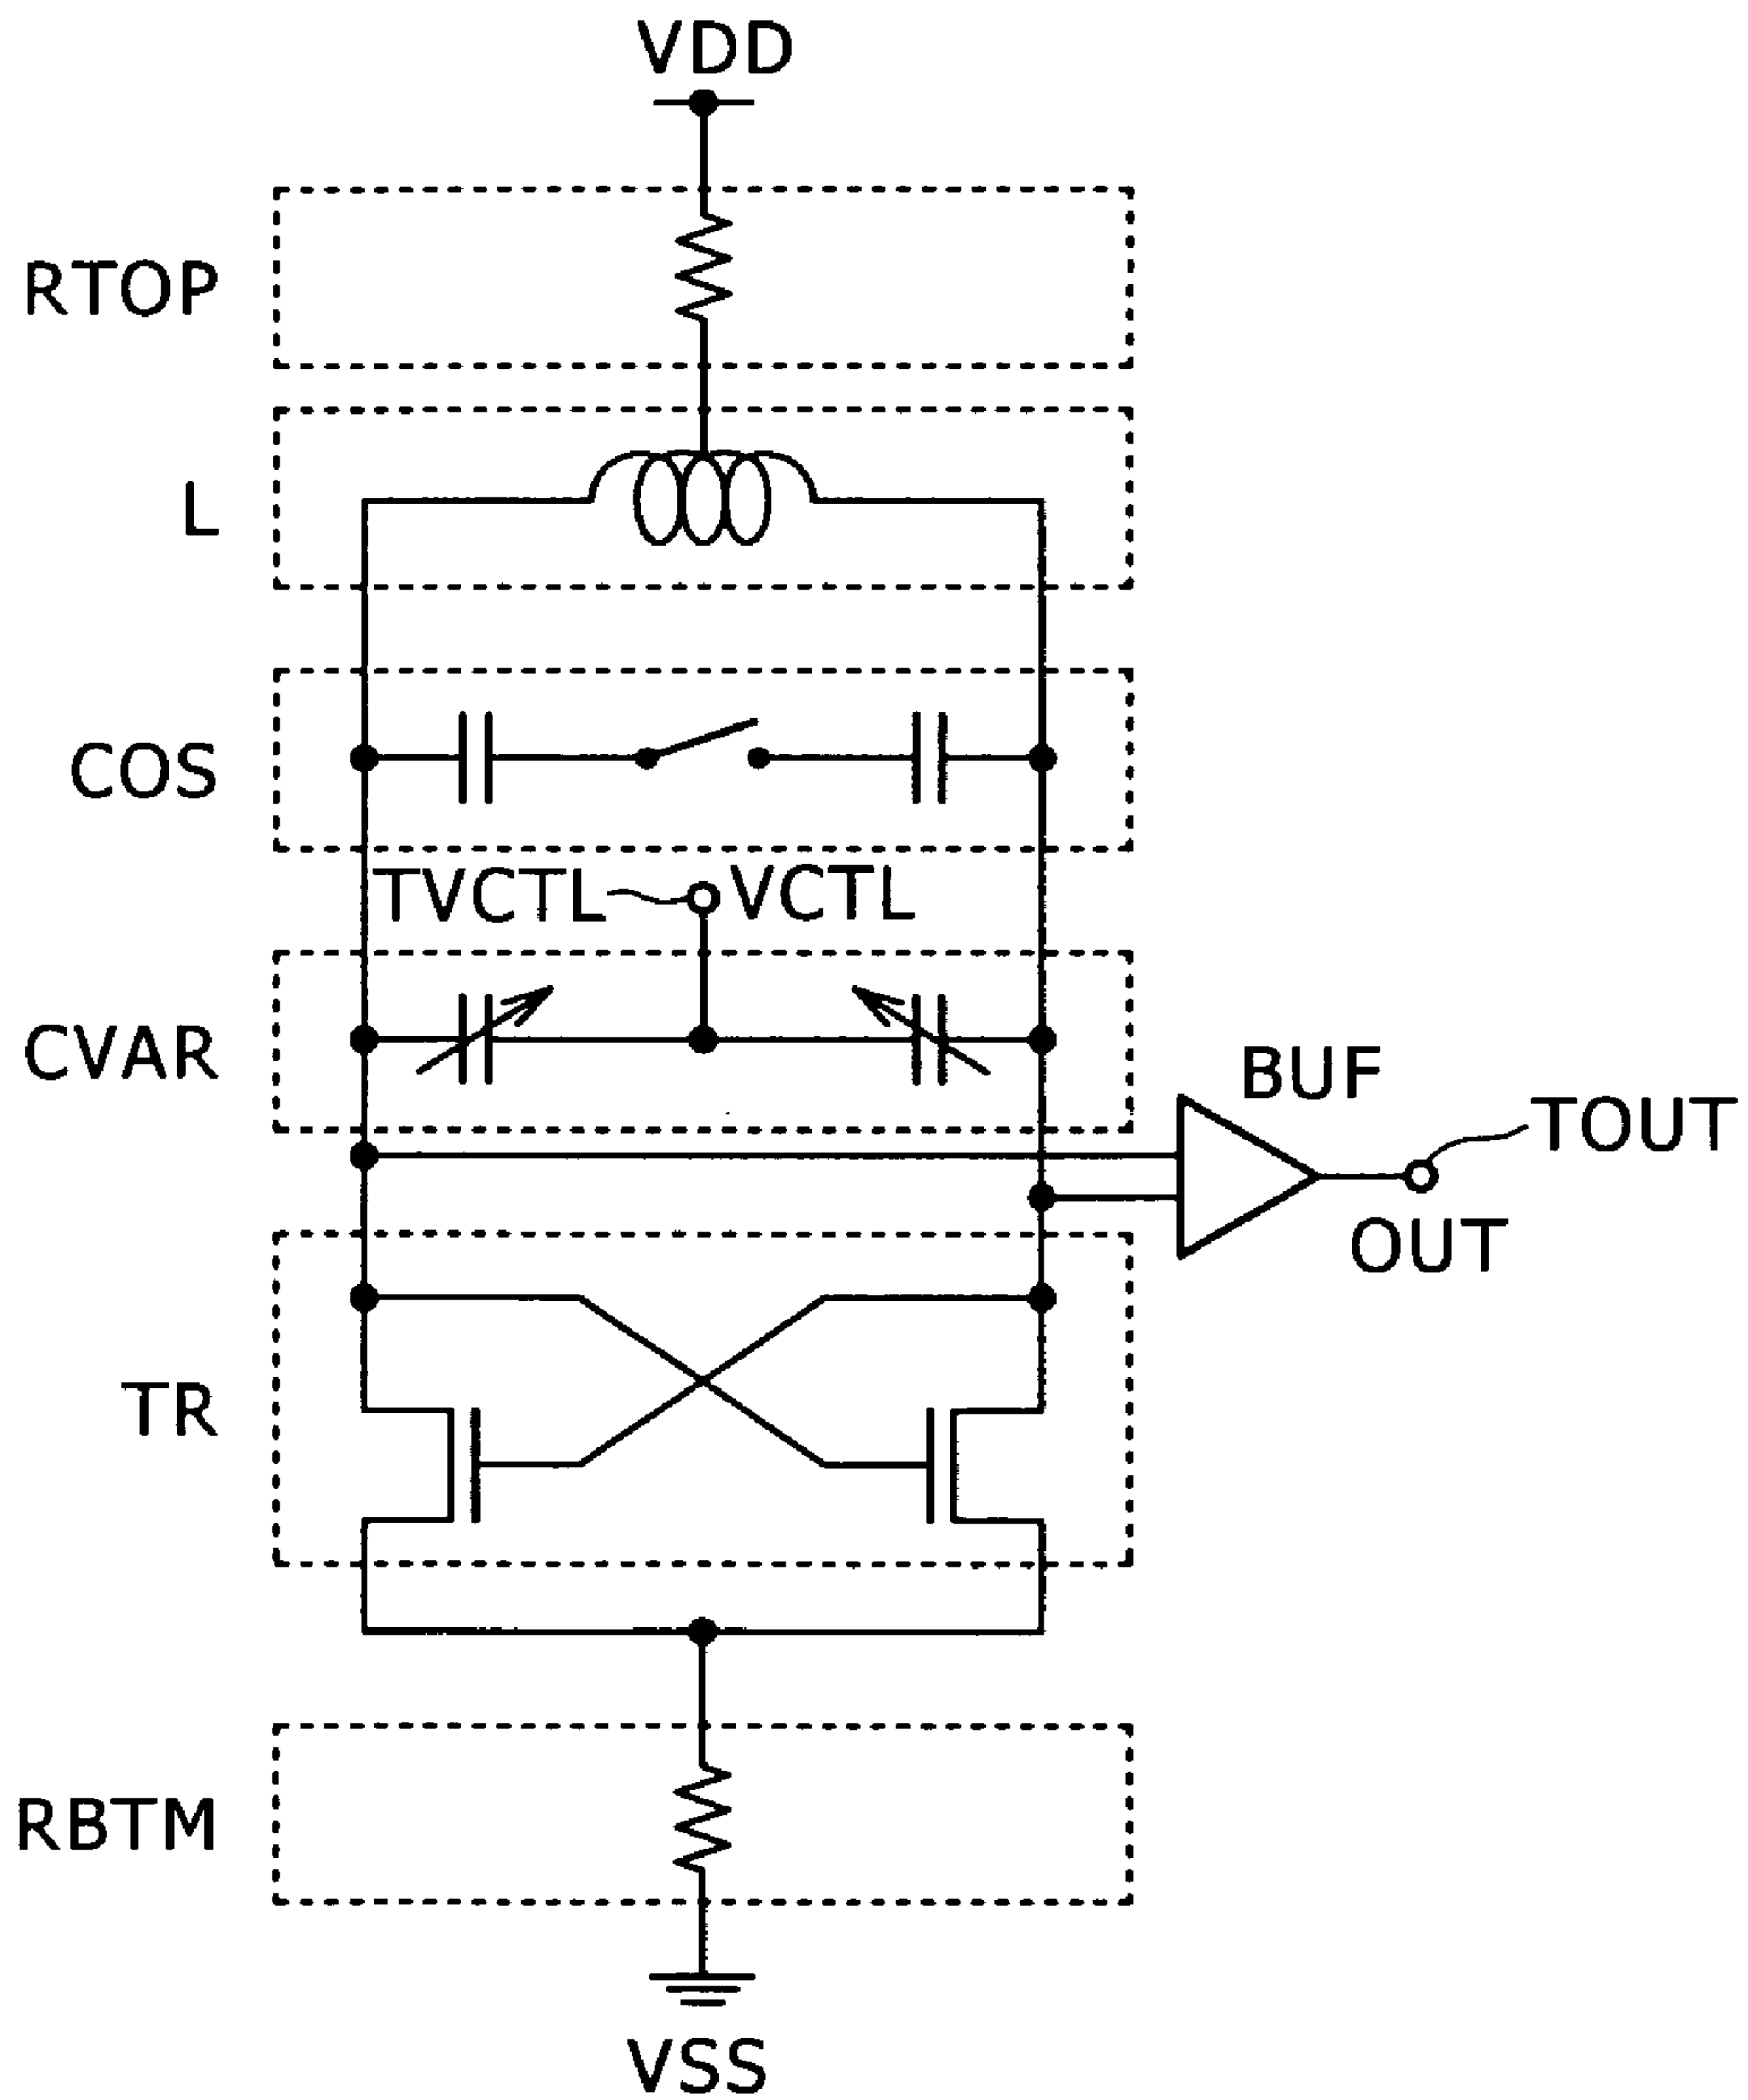 VDD
RTOP
L
COS
TVCTL VCTL
CVAR
BUF
TOUT
OUT
TR
RBTM
VSS